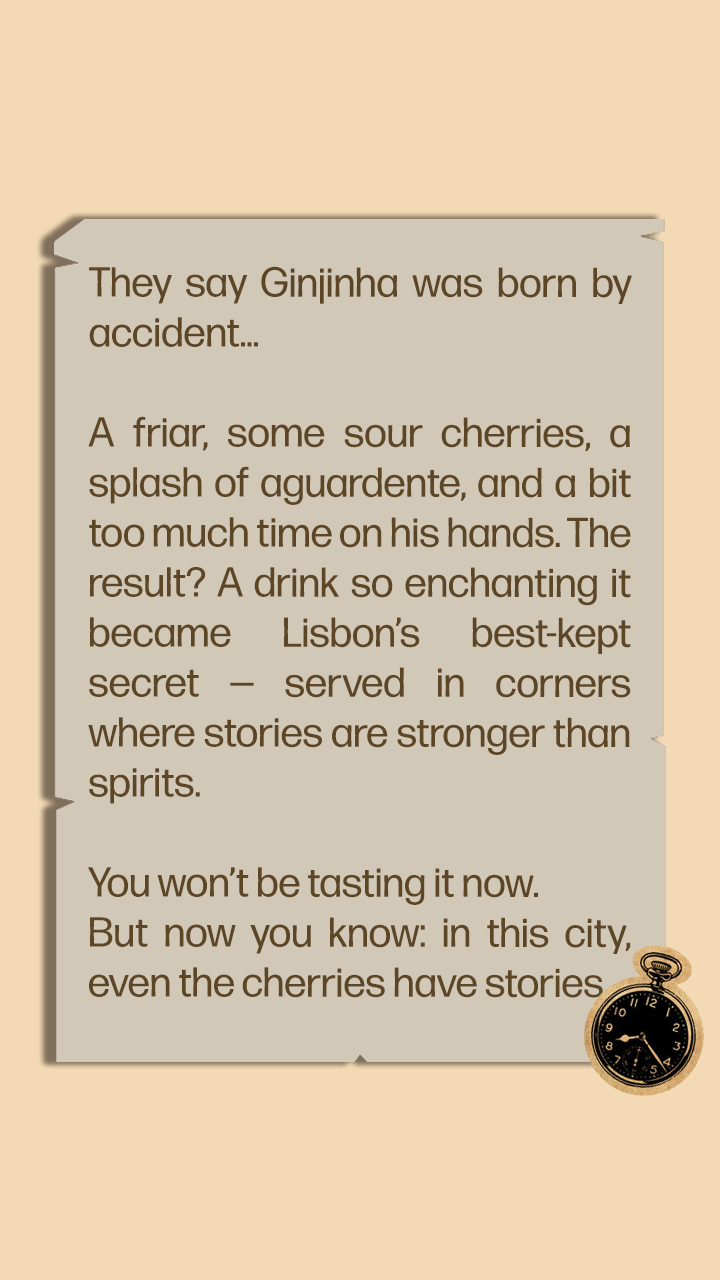 They say Ginjinha was born by
accident...
A friar, some sour cherries, a
splash of aguardente, and a bit
too much time on his hands. The
result? A drink so enchanting it
became Lisbon's best-kept
secret — served in corners
where stories are stronger than
spirits.
You won't be tasting it now.
But now you know: in this city,
even the cherries have stories.
11 12 1
10 2
9 3
8 4
7 5